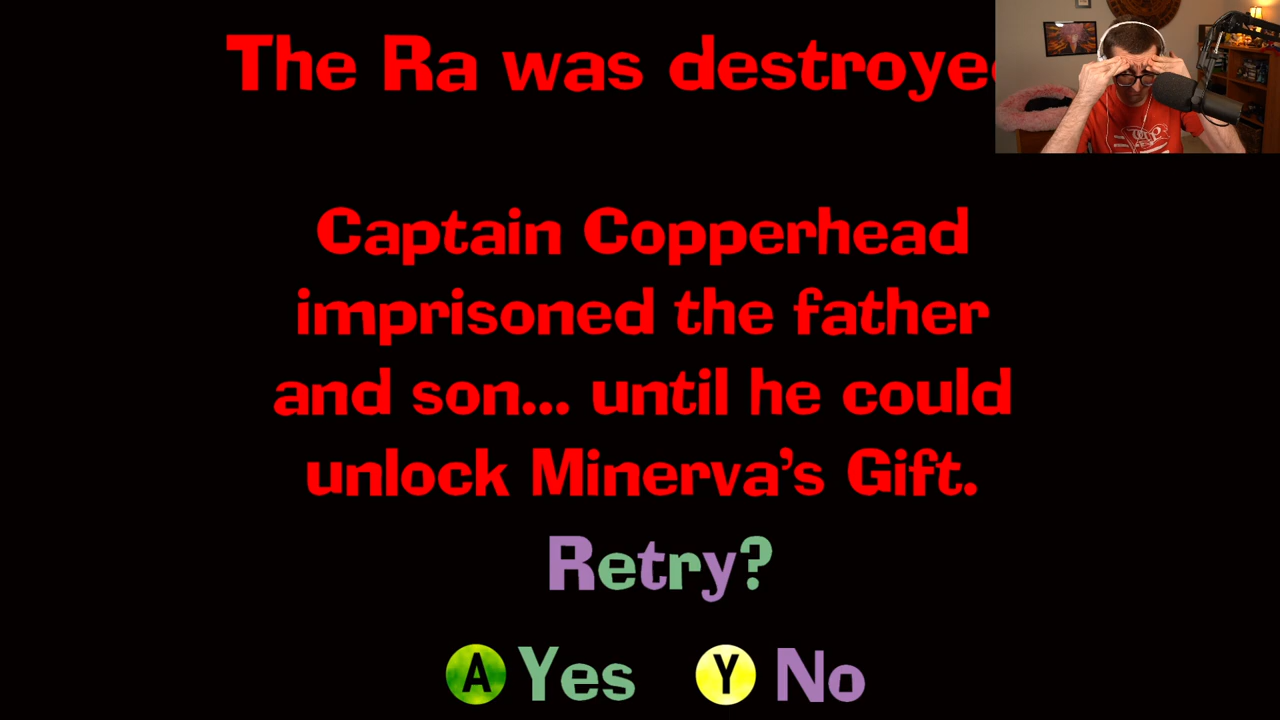 The Ra was destroye
Captain Copperhead
imprisoned the father
and son... until he could
unlock Minerva's Gift.
Retry?
A Yes Y No